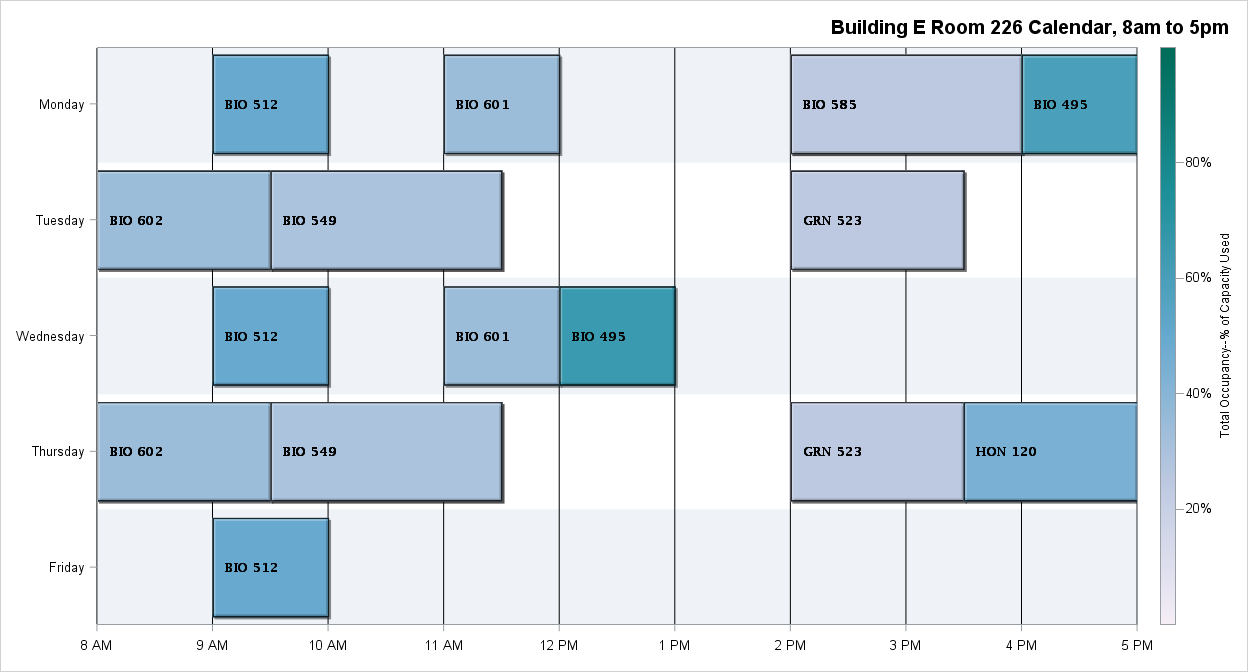 Building E Room 226 Calendar, 8am to 5pm
Monday
BIO 512
BIO 601
BIO 585
BIO 495
Tuesday
BIO 602
BIO 549
GRN 523
Wednesday
BIO 512
BIO 601
BIO 495
Thursday
BIO 602
BIO 549
GRN 523
HON 120
Friday
BIO 512
8 AM
9 AM
10 AM
11 AM
12 PM
1 PM
2 PM
3 PM
4 PM
5 PM
80%
60%
40%
20%
Total Occupancy--% of Capacity Used